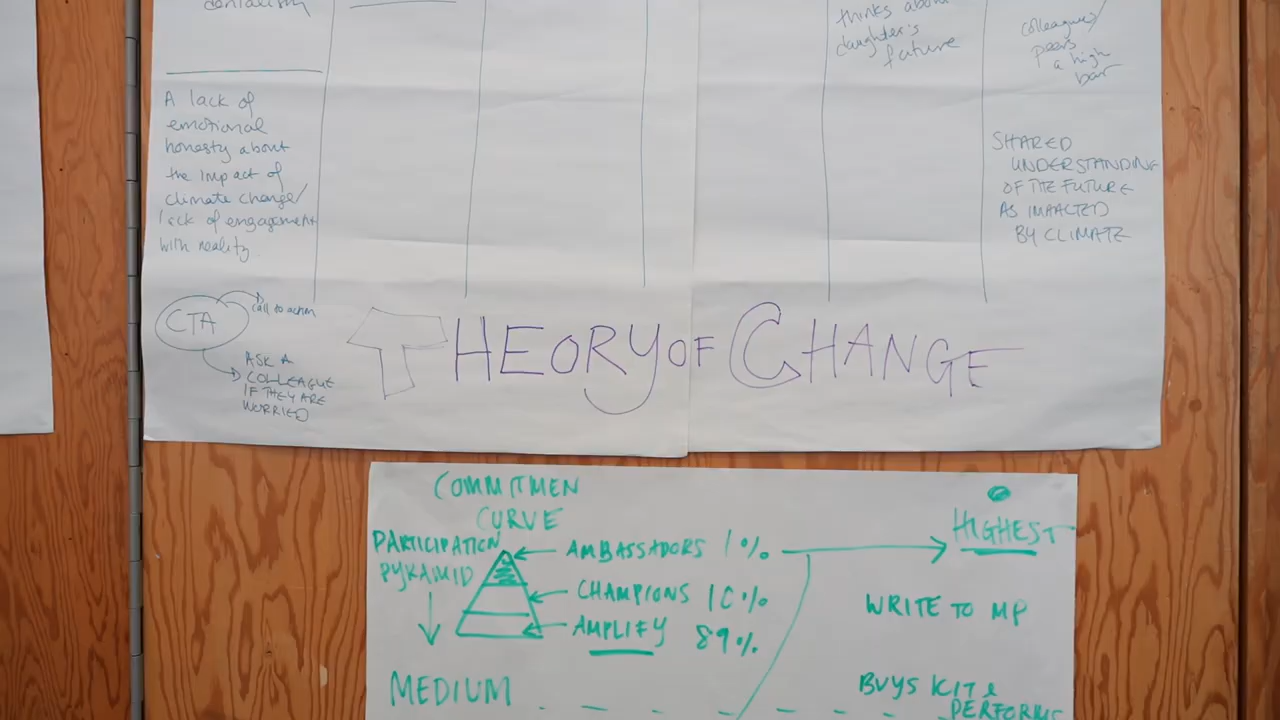 A lack of
emotional
honesty about
the impact of
climate change/
lack of engagement
with reality.
thinks about
daughter's
future
colleagues/
peers
a high
bar
SHARED
UNDERSTANDING
OF THE FUTURE
AS IMPACTED
BY CLIMATE
CTA
call to action
ASK A
COLLEAGUE
IF THEY ARE
WORRIED
THEORY OF CHANGE
COMMITMEN
CURVE
PARTICIPATION
PYRAMID
AMBASSADORS 1%
CHAMPIONS 10%
AMPLIFY 89%
MEDIUM
HIGHEST
WRITE TO MP
BUYS KIT &
PERFORMS